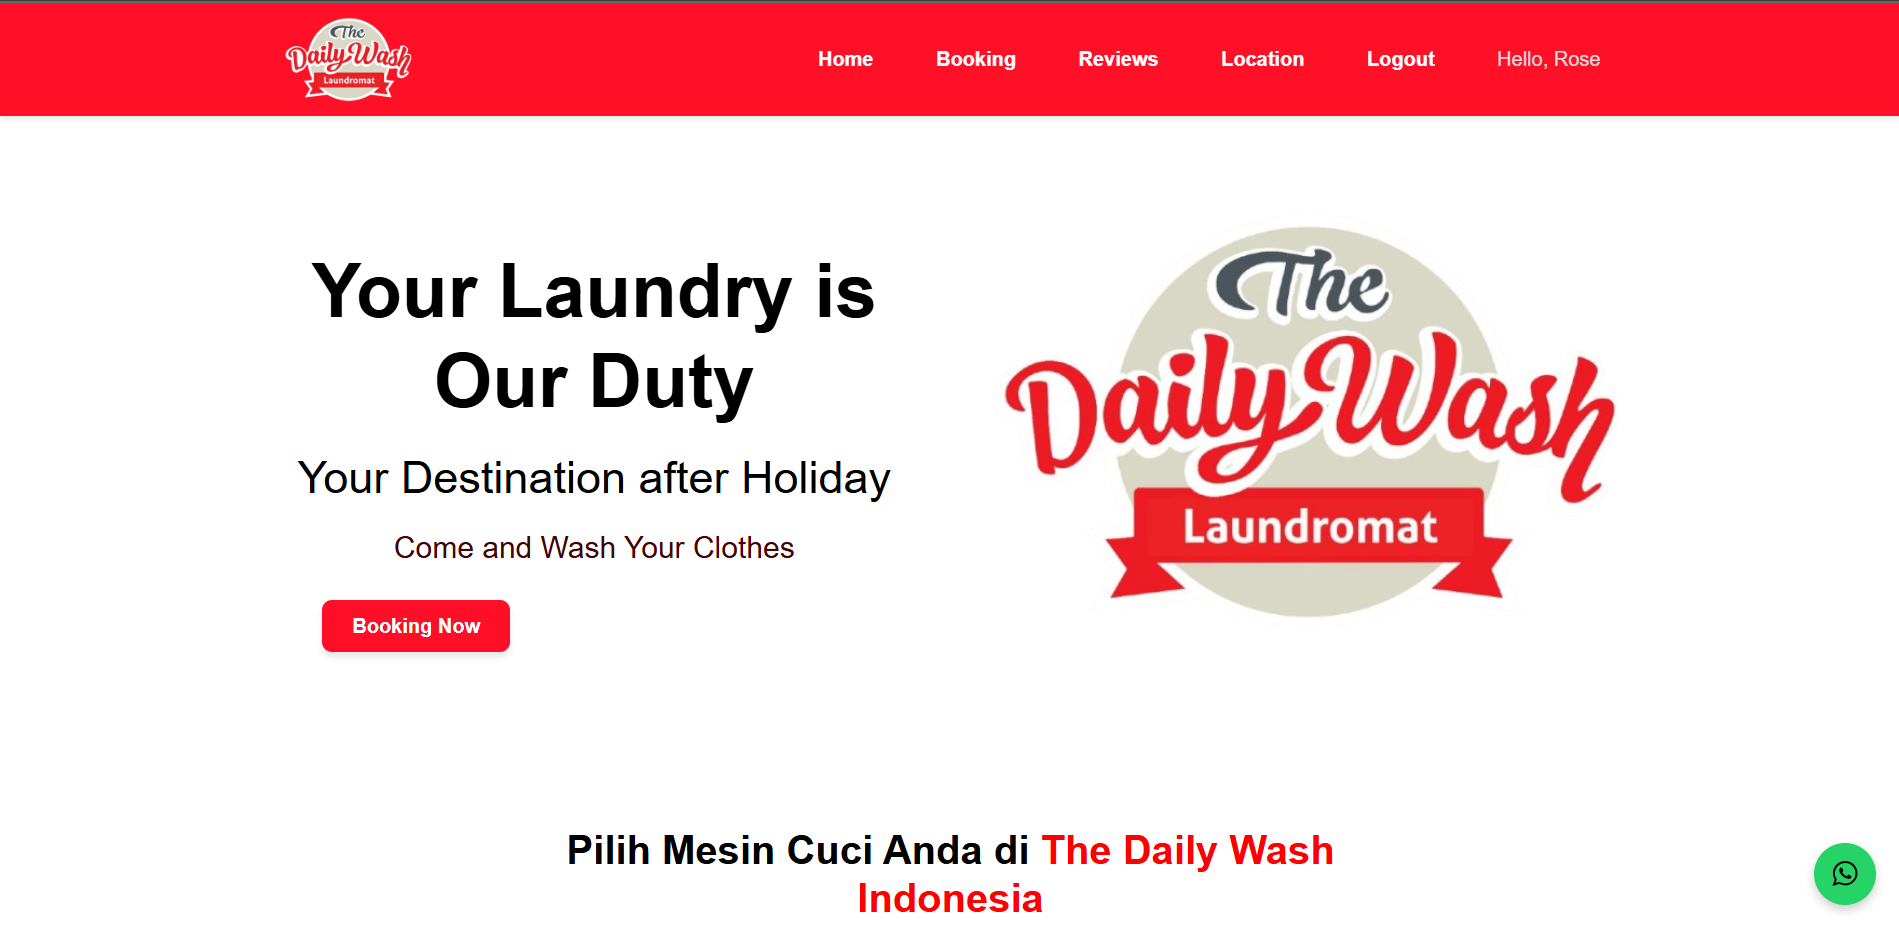 The
Daily Wash
Laundromat
Home Booking Reviews Location Logout Hello, Rose
Your Laundry is
Our Duty
Your Destination after Holiday
Come and Wash Your Clothes
Booking Now
The
Daily Wash
Laundromat
Pilih Mesin Cuci Anda di The Daily Wash
Indonesia